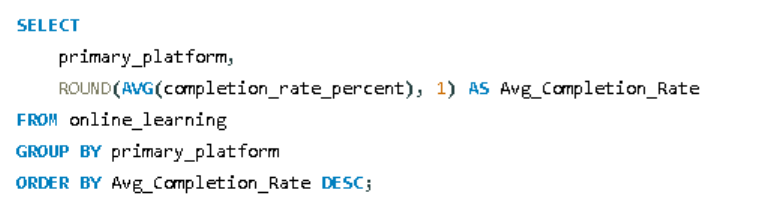 SELECT
    primary_platform,
    ROUND(AVG(completion_rate_percent), 1) AS Avg_Completion_Rate
FROM online_learning
GROUP BY primary_platform
ORDER BY Avg_Completion_Rate DESC;